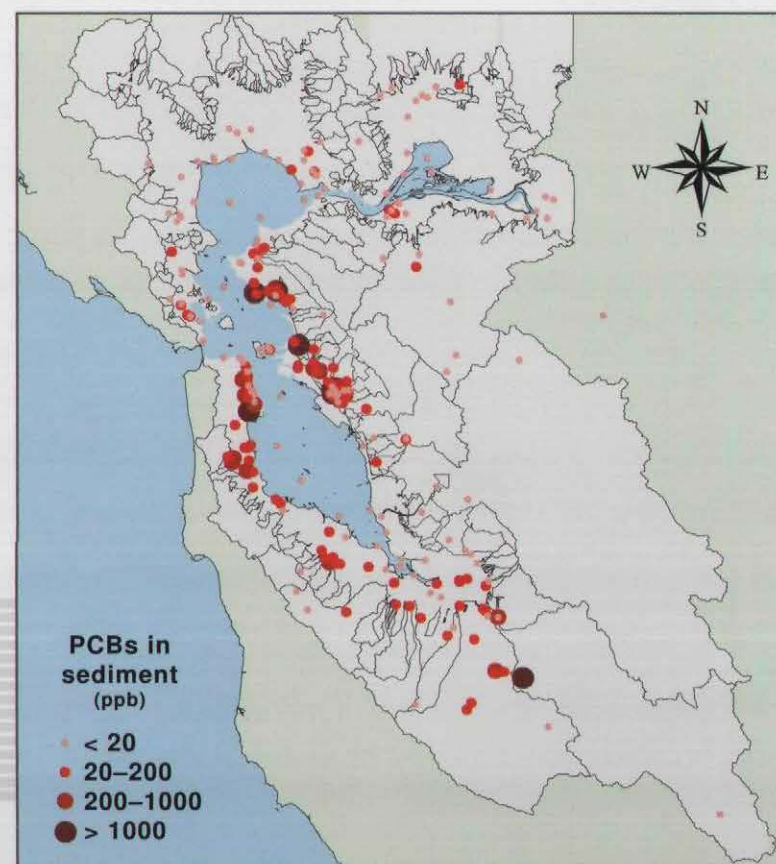 N
W E
S
PCBs in
sediment
(ppb)
< 20
20–200
200–1000
> 1000